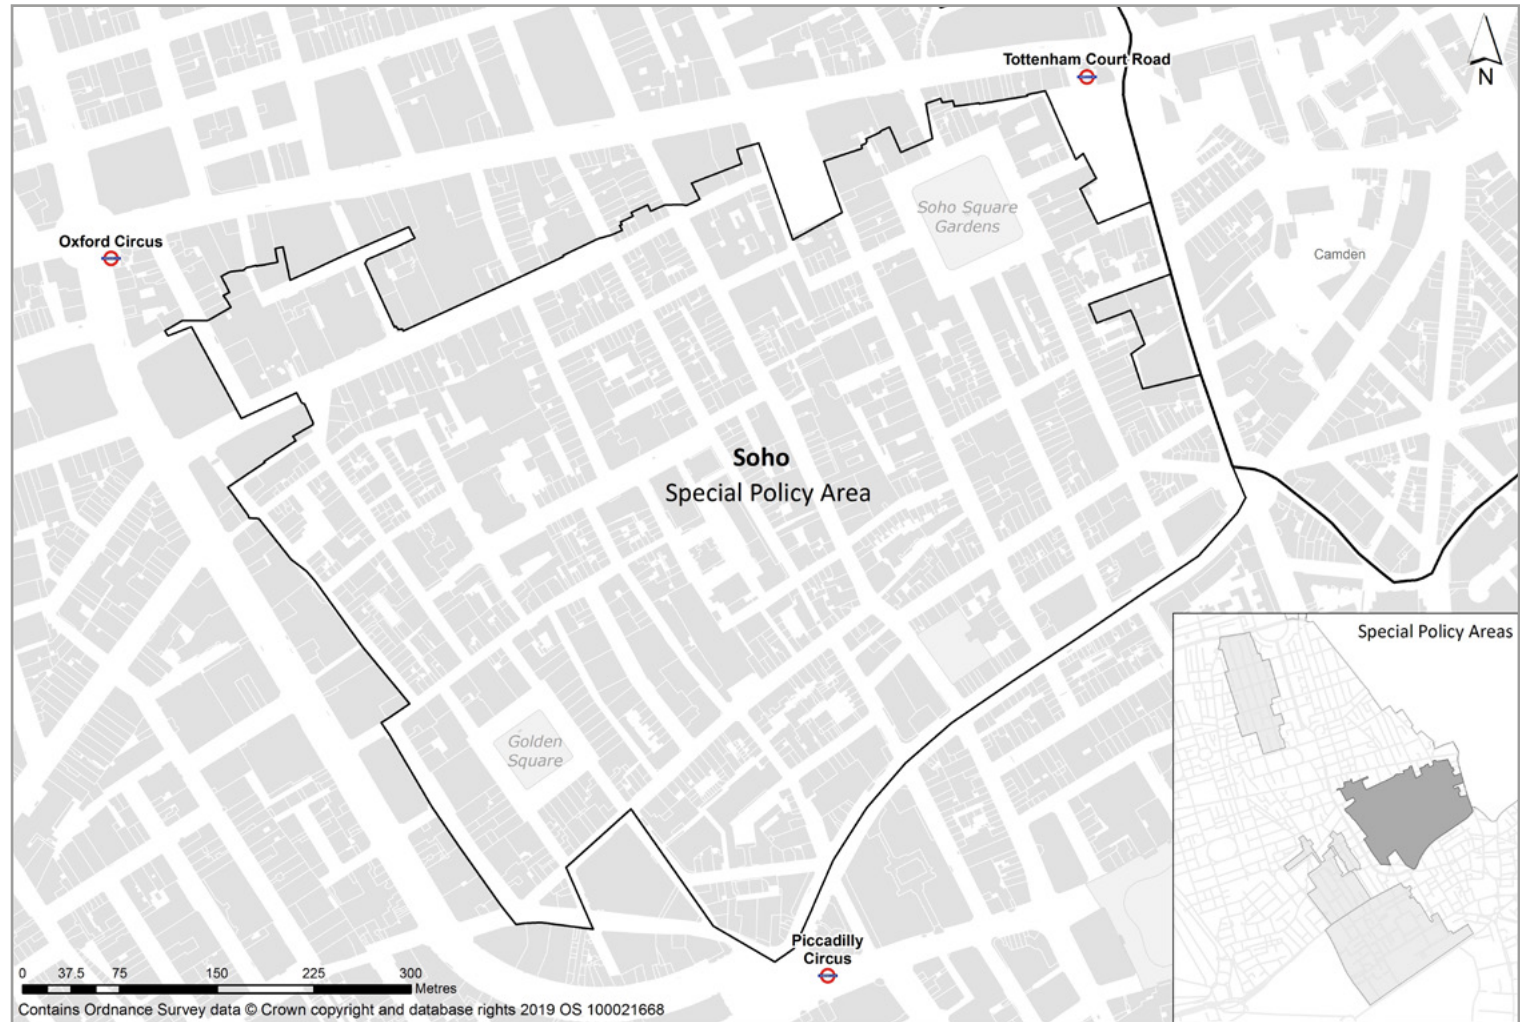 Tottenham Court Road
N
Soho Square
Gardens
Oxford Circus
Camden
Soho
Special Policy Area
Special Policy Areas
Golden
Square
Piccadilly
Circus
0 37.5 75 150 225 300
Metres
Contains Ordnance Survey data © Crown copyright and database rights 2019 OS 100021668